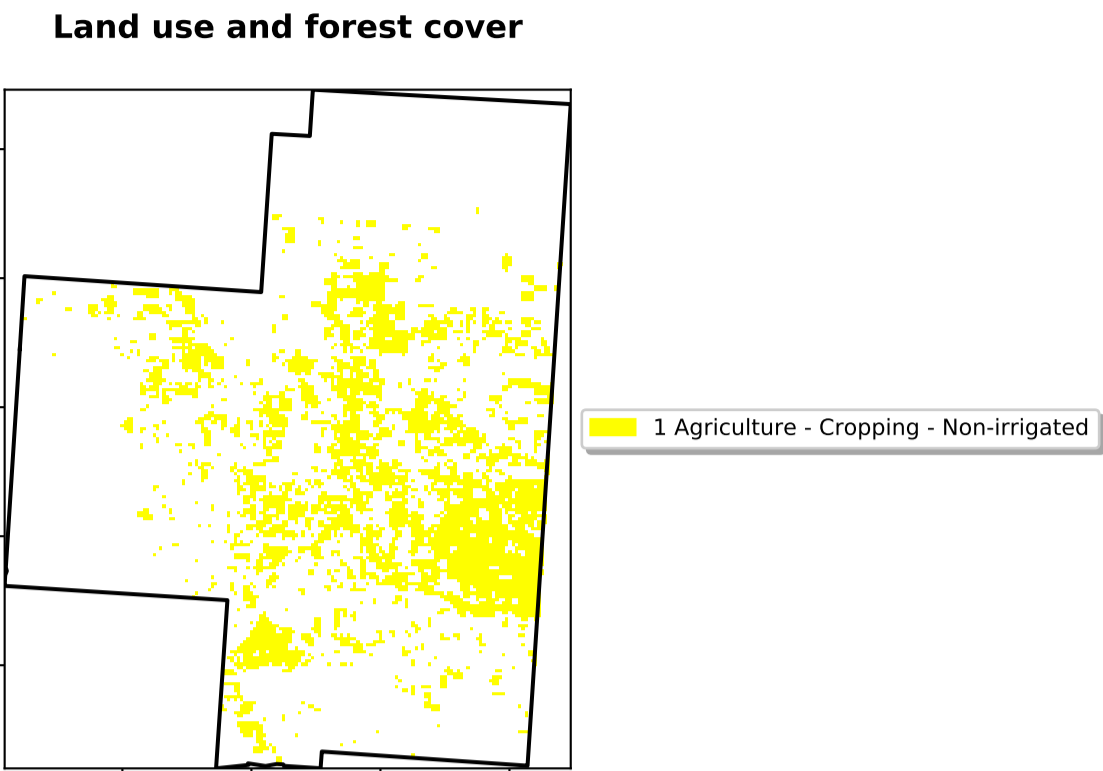 Land use and forest cover
1 Agriculture - Cropping - Non-irrigated